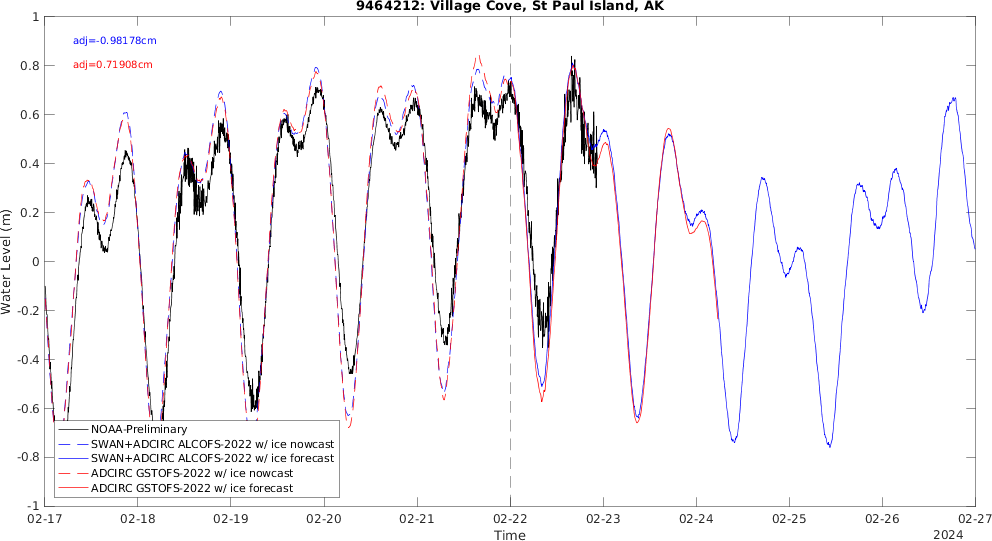 9464212: Village Cove, St Paul Island, AK
adj=-0.98178cm
adj=0.71908cm
Water Level (m)
1
0.8
0.6
0.4
0.2
0
-0.2
-0.4
-0.6
-0.8
-1
NOAA-Preliminary
SWAN+ADCIRC ALCOFS-2022 w/ ice nowcast
SWAN+ADCIRC ALCOFS-2022 w/ ice forecast
ADCIRC GSTOFS-2022 w/ ice nowcast
ADCIRC GSTOFS-2022 w/ ice forecast
02-17 02-18 02-19 02-20 02-21 02-22 02-23 02-24 02-25 02-26 02-27
Time
2024